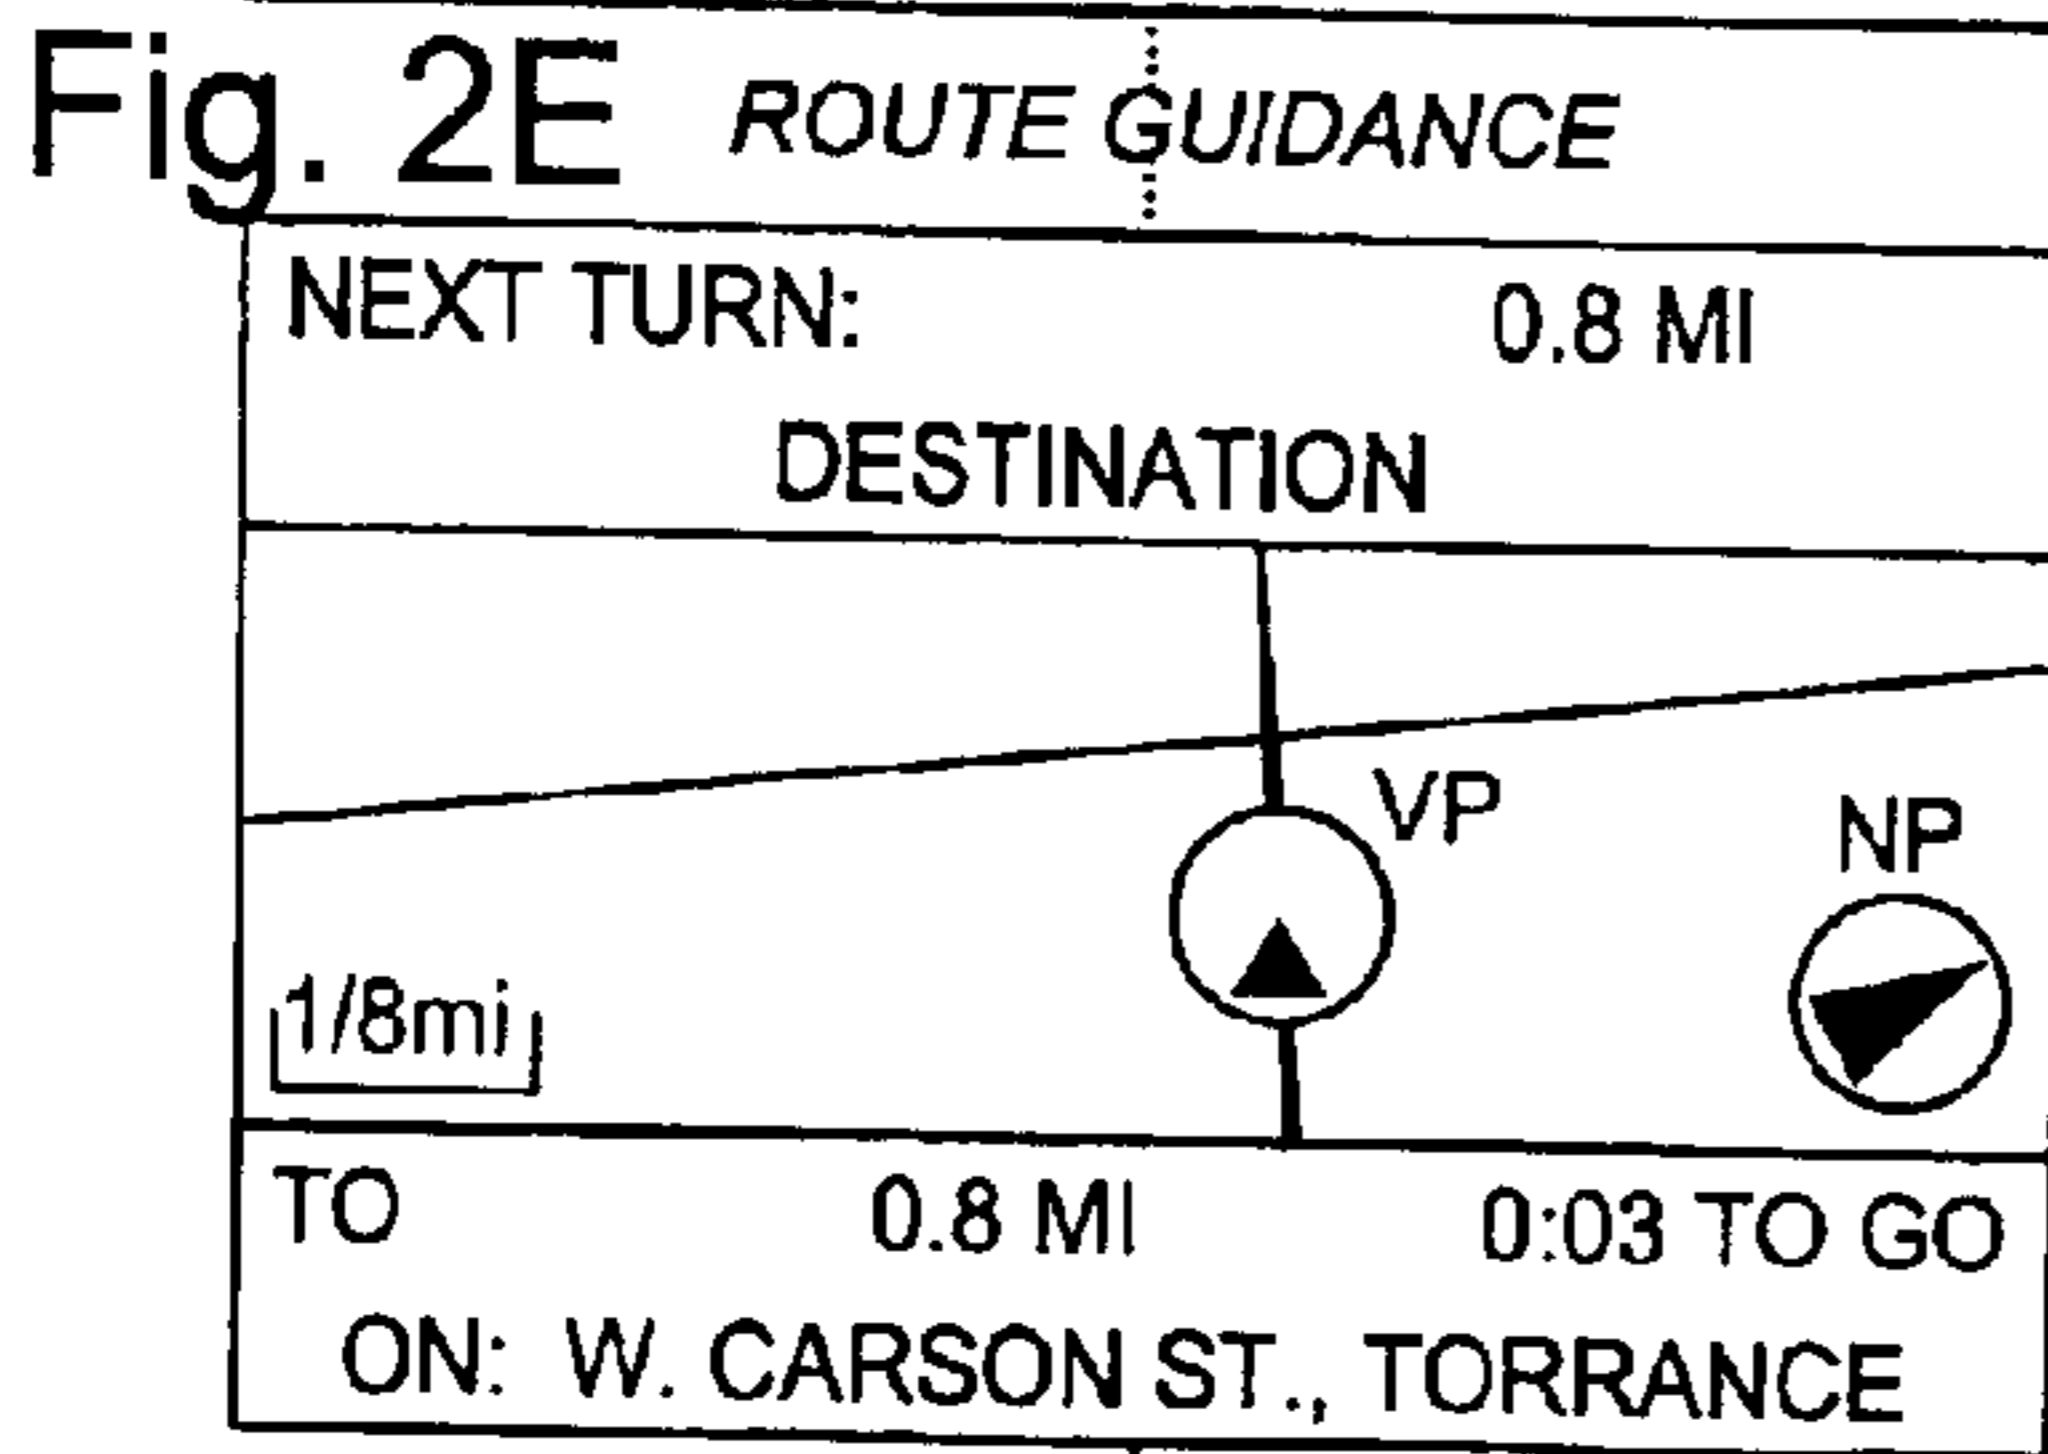 Fig. 2E ROUTE GUIDANCE
NEXT TURN: 0.8 MI
DESTINATION
VP
NP
1/8mi
TO 0.8 MI 0:03 TO GO
ON: W. CARSON ST., TORRANCE